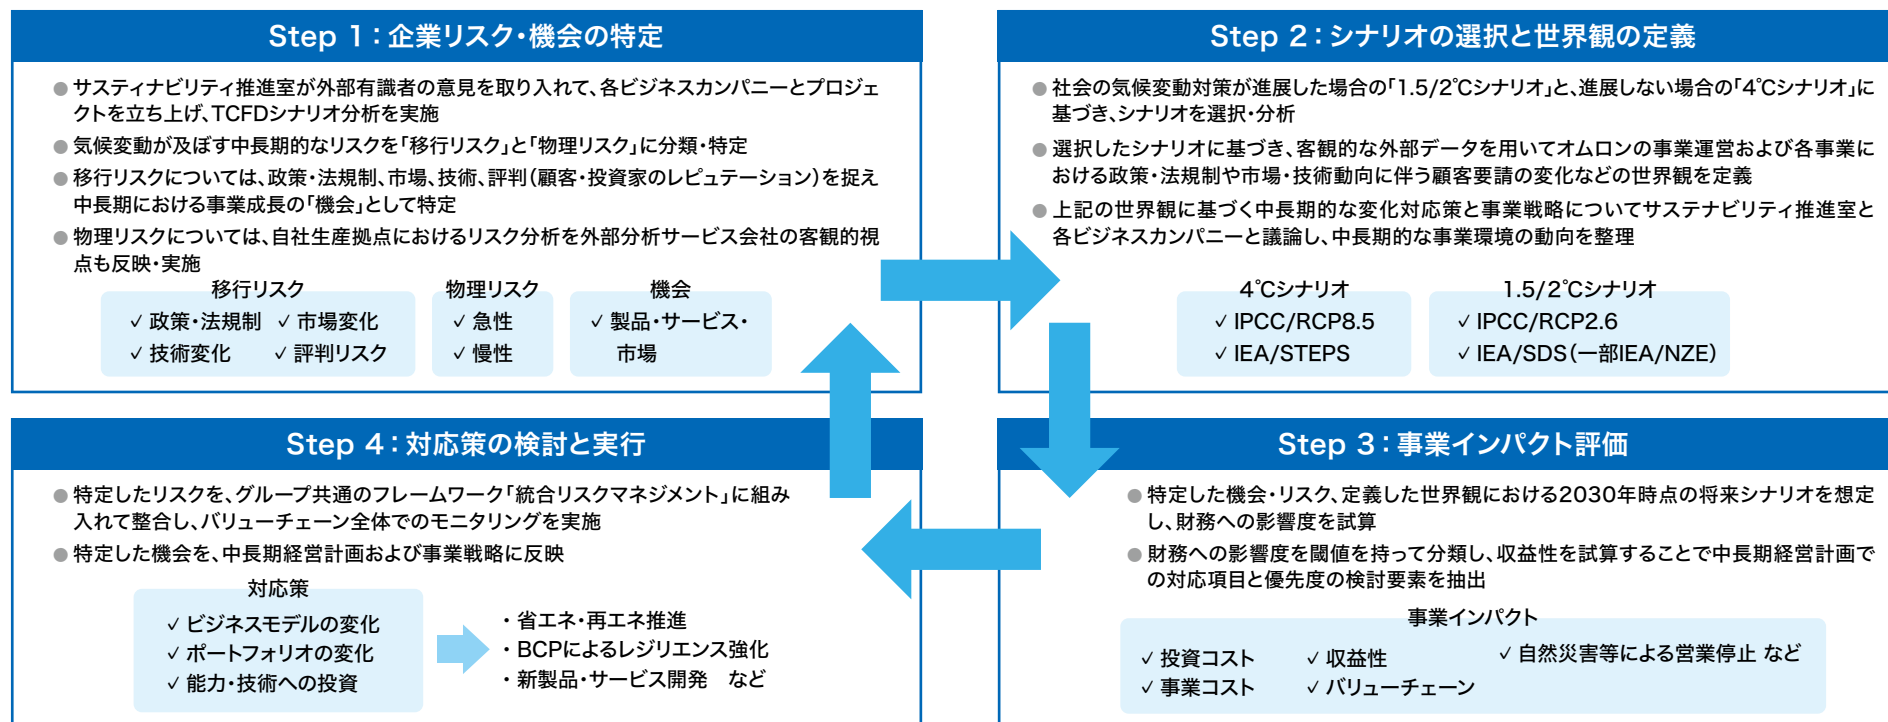 Step 1：企業リスク・機会の特定
● サスティナビリティ推進室が外部有識者の意見を取り入れて、各ビジネスカンパニーとプロジェ
クトを立ち上げ、TCFDシナリオ分析を実施
● 気候変動が及ぼす中長期的なリスクを「移行リスク」と「物理リスク」に分類・特定
● 移行リスクについては、政策・法規制、市場、技術、評判（顧客・投資家のレピュテーション）を捉え
中長期における事業成長の「機会」として特定
● 物理リスクについては、自社生産拠点におけるリスク分析を外部分析サービス会社の客観的視
点も反映・実施
移行リスク
✓ 政策・法規制 ✓ 市場変化
✓ 技術変化 ✓ 評判リスク
物理リスク
✓ 急性
✓ 慢性
機会
✓ 製品・サービス・
市場
Step 2：シナリオの選択と世界観の定義
● 社会の気候変動対策が進展した場合の「1.5/2℃シナリオ」と、進展しない場合の「4℃シナリオ」に
基づき、シナリオを選択・分析
● 選択したシナリオに基づき、客観的な外部データを用いてオムロンの事業運営および各事業に
おける政策・法規制や市場・技術動向に伴う顧客要請の変化などの世界観を定義
● 上記の世界観に基づく中長期的な変化対応策と事業戦略についてサステナビリティ推進室と
各ビジネスカンパニーと議論し、中長期的な事業環境の動向を整理
4℃シナリオ
✓ IPCC/RCP8.5
✓ IEA/STEPS
1.5/2℃シナリオ
✓ IPCC/RCP2.6
✓ IEA/SDS（一部IEA/NZE）
Step 3：事業インパクト評価
● 特定した機会・リスク、定義した世界観における2030年時点の将来シナリオを想定
し、財務への影響度を試算
● 財務への影響度を閾値を持って分類し、収益性を試算することで中長期経営計画で
の対応項目と優先度の検討要素を抽出
事業インパクト
✓ 投資コスト ✓ 収益性 ✓ 自然災害等による営業停止 など
✓ 事業コスト ✓ バリューチェーン
Step 4：対応策の検討と実行
● 特定したリスクを、グループ共通のフレームワーク「統合リスクマネジメント」に組み
入れて整合し、バリューチェーン全体でのモニタリングを実施
● 特定した機会を、中長期経営計画および事業戦略に反映
対応策
✓ ビジネスモデルの変化
✓ ポートフォリオの変化
✓ 能力・技術への投資
・ 省エネ・再エネ推進
・ BCPによるレジリエンス強化
・ 新製品・サービス開発 など